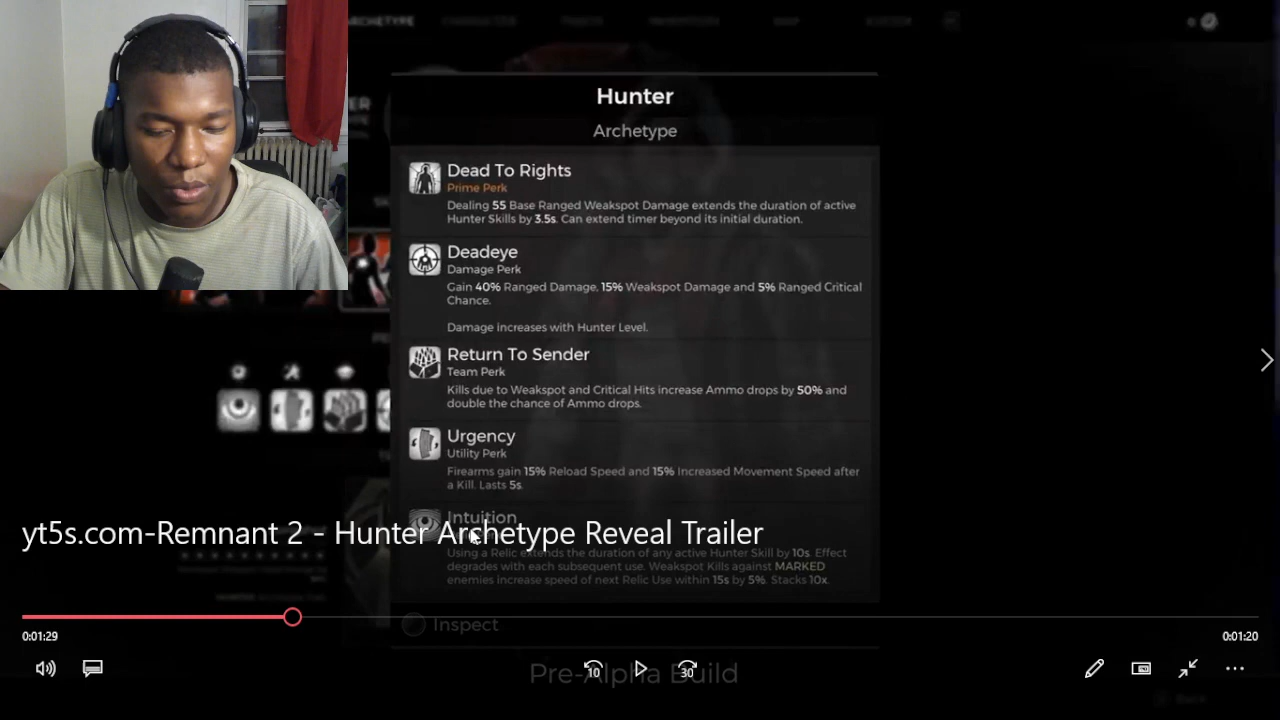 ARCHETYPE
Hunter
Archetype
Dead To Rights
Prime Perk
Dealing 55 Base Ranged Weakspot Damage extends the duration of active
Hunter Skills by 3.5s. Can extend timer beyond its initial duration.
Deadeye
Damage Perk
Gain 40% Ranged Damage, 15% Weakspot Damage and 5% Ranged Critical
Chance.
Damage increases with Hunter Level.
Return To Sender
Team Perk
Kills due to Weakspot and Critical Hits increase Ammo drops by 50% and
double the chance of Ammo drops.
Urgency
Utility Perk
Firearms gain 15% Reload Speed and 15% Increased Movement Speed after
a Kill. Lasts 5s.
Intuition
yt5s.com-Remnant 2 - Hunter Archetype Reveal Trailer
Using a Relic extends the duration of any active Hunter Skill by 10s. Effect
degrades with each subsequent use. Weakspot Kills against MARKED
enemies increase speed of next Relic Use within 15s by 5%. Stacks 10x.
Inspect
0:01:29
0:01:20
10
30
Pre-Alpha Build